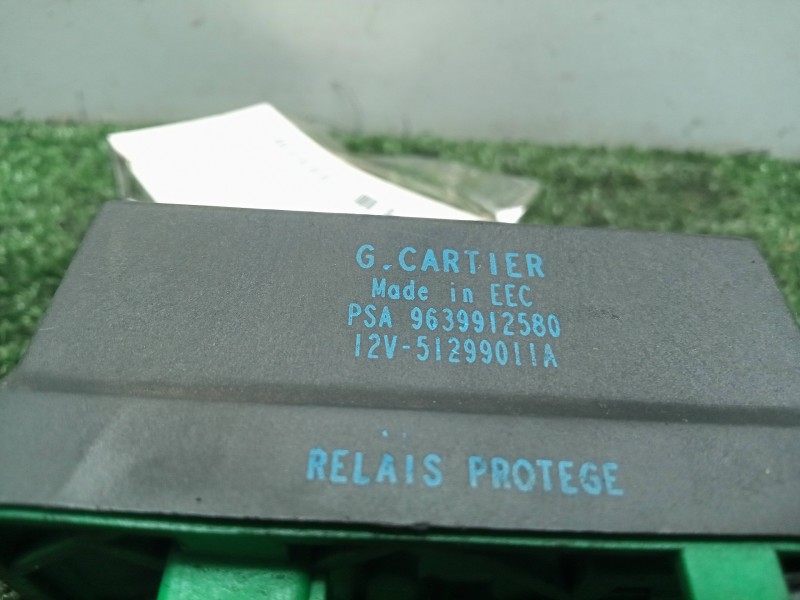 G.CARTIER
Made in EEC
PSA 9639912580
12V-51299011A
RELAIS PROTEGE